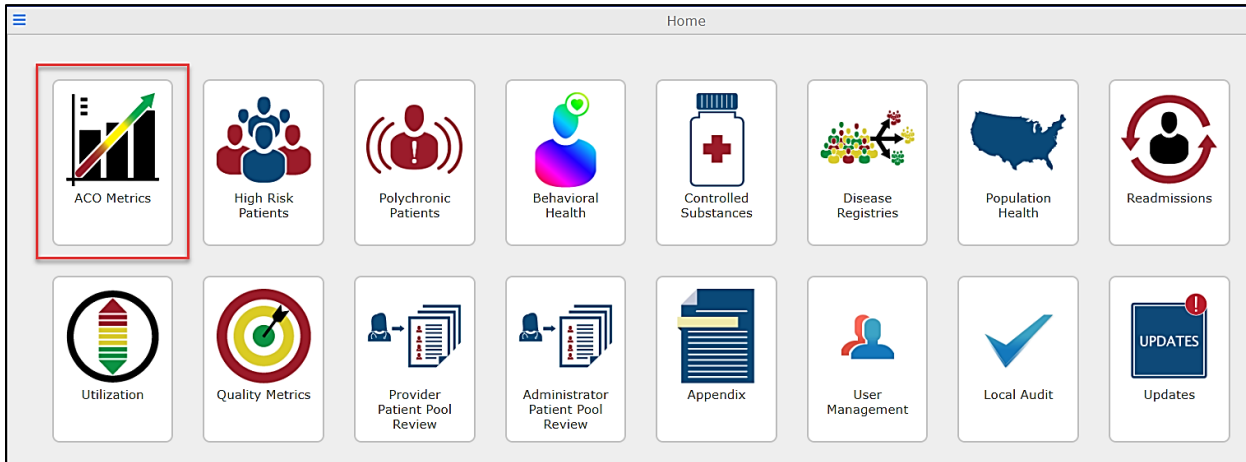 Home
ACO Metrics
High Risk
Patients
Polychronic
Patients
Behavioral
Health
Controlled
Substances
Disease
Registries
Population
Health
Readmissions
Utilization
Quality Metrics
Provider
Patient Pool
Review
Administrator
Patient Pool
Review
Appendix
User
Management
Local Audit
UPDATES
Updates